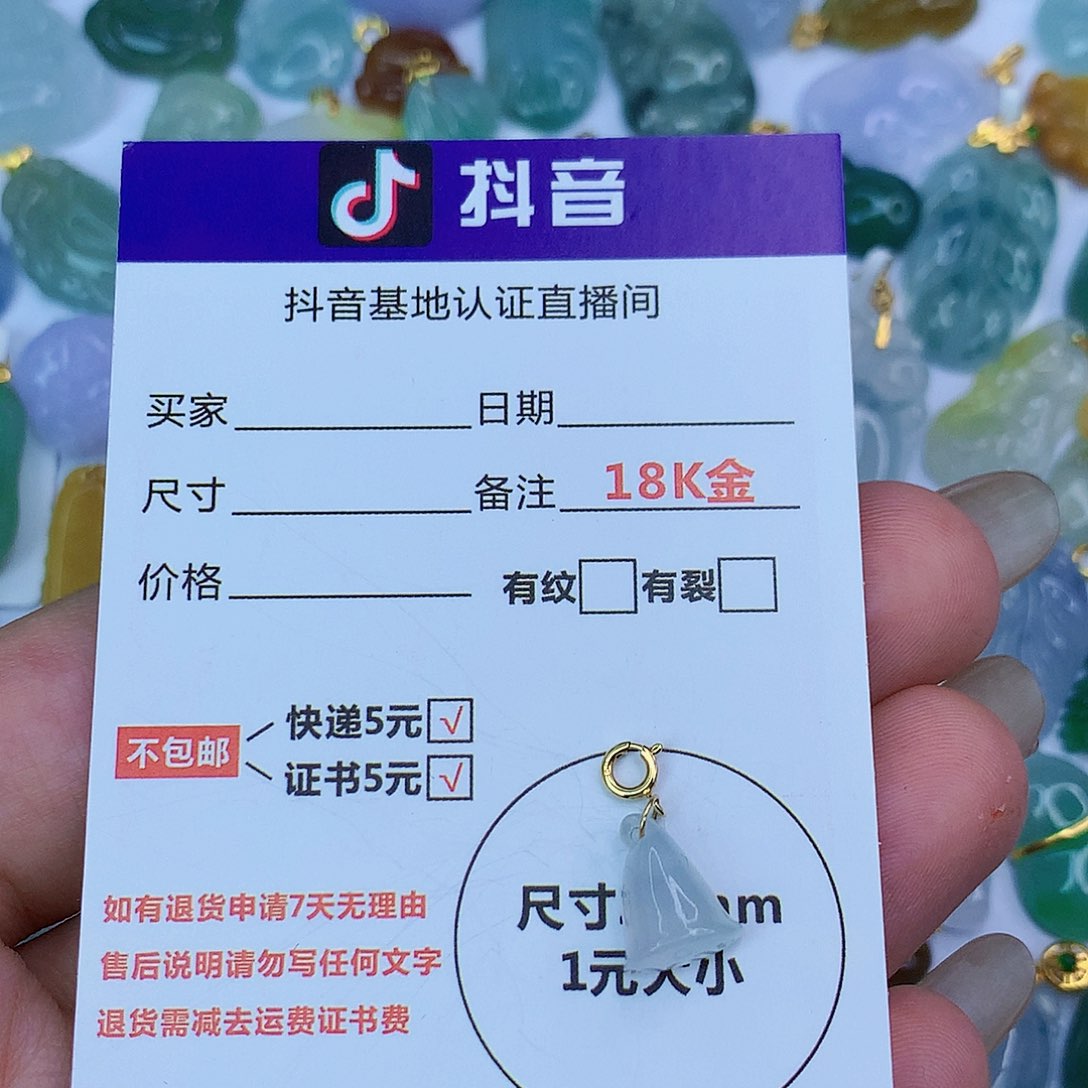 抖音
抖音基地认证直播间
买家 日期
尺寸 备注 18K金
价格 有纹 有裂
不包邮
快递5元 √
证书5元 √
如有退货申请7天无理由
售后说明请勿写任何文字
退货需减去运费证书费
尺寸 mm
1元大小